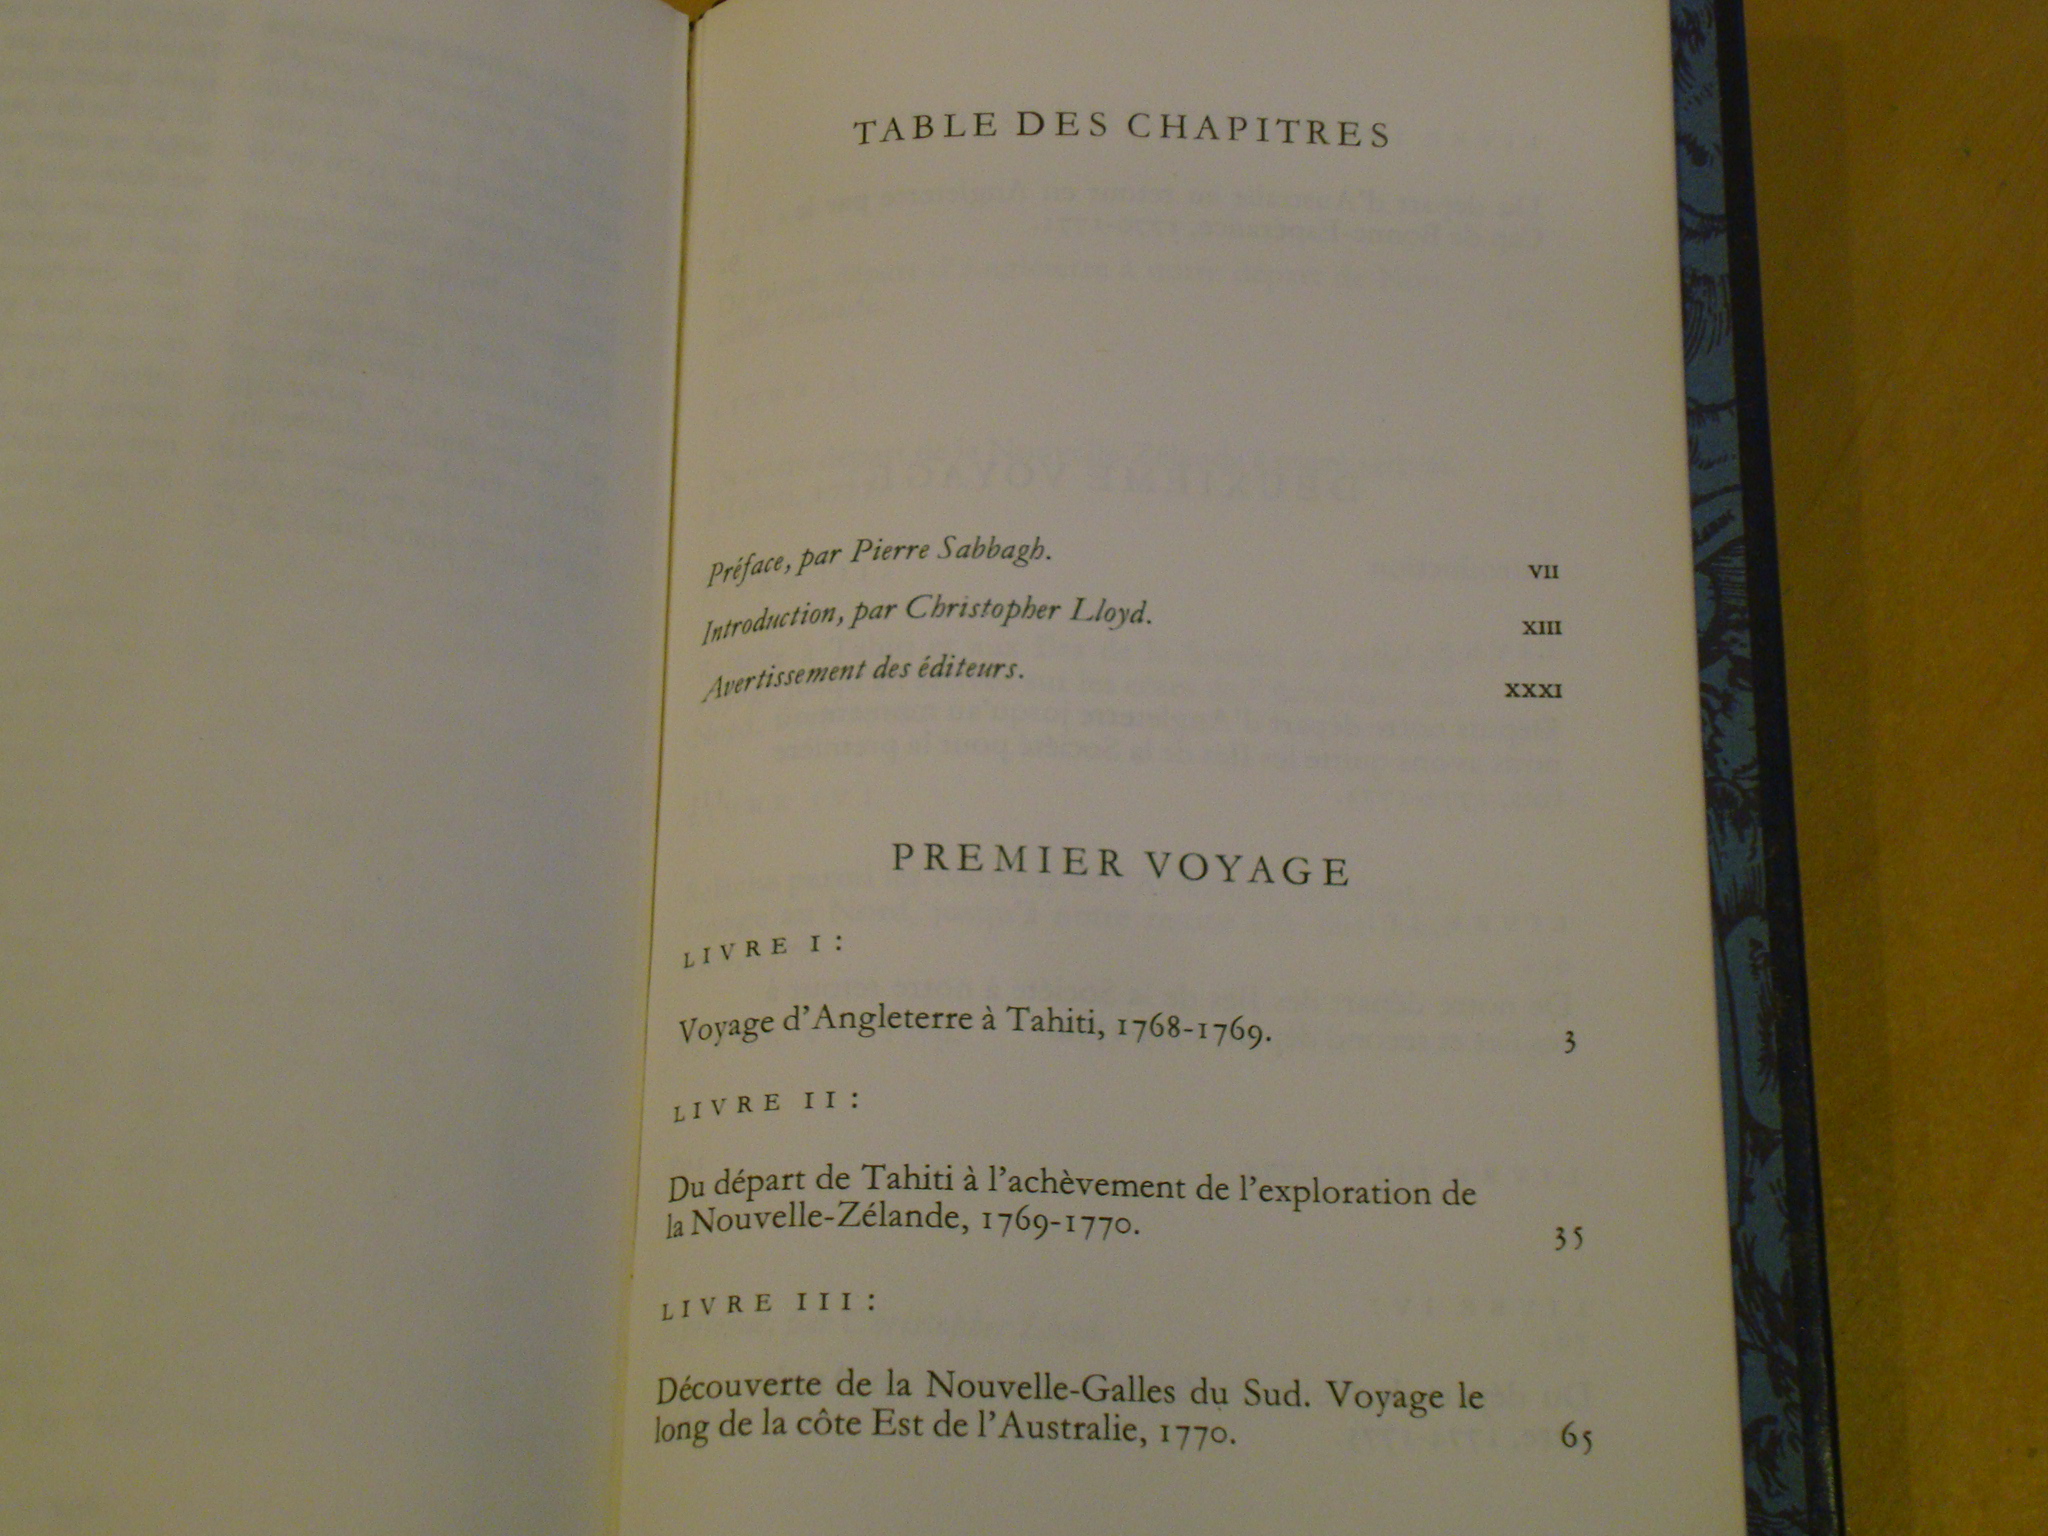 TABLE DES CHAPITRES
Préface, par Pierre Sabbagh. VII
Introduction, par Christopher Lloyd. XIII
Avertissement des éditeurs. XXXI
PREMIER VOYAGE
LIVRE I :
Voyage d'Angleterre à Tahiti, 1768-1769. 3
LIVRE II :
Du départ de Tahiti à l'achèvement de l'exploration de
la Nouvelle-Zélande, 1769-1770. 35
LIVRE III :
Découverte de la Nouvelle-Galles du Sud. Voyage le
long de la côte Est de l'Australie, 1770. 65